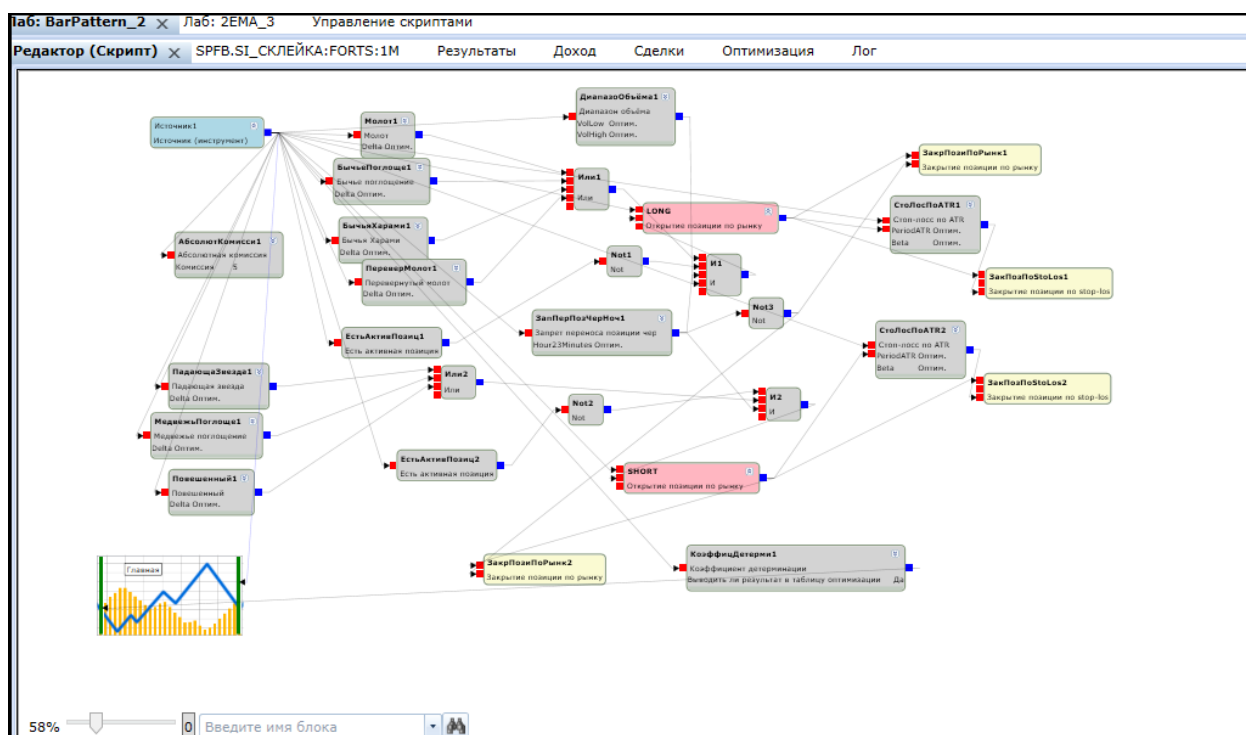 Лаб: BarPattern_2 × Лаб: 2EMA_3 Управление скриптами
Редактор (Скрипт) × SPFB.SI_СКЛЕЙКА:FORTS:1M Результаты Доход Сделки Оптимизация Лог
Источник1
Источник (инструмент)
Молот1
Молот
Delta Оптим.
ДиапазоОбъёма1
Диапазон объёма
VolLow Оптим.
VolHigh Оптим.
ЗакрПозиПоРынк1
Закрытие позиции по рынку
БычьеПоглоще1
Бычье поглощение
Delta Оптим.
Или1
Или
LONG
Открытие позиции по рынку
СтоЛосПоATR1
Стоп-лосс по ATR
PeriodATR Оптим.
Beta Оптим.
БычьяХарами1
Бычья Харами
Delta Оптим.
АбсолютКомисси1
Абсолютная комиссия
Комиссия 5
ПереверМолот1
Перевернутый молот
Delta Оптим.
Not1
Not
И1
И
ЗакПозПоStoLos1
Закрытие позиции по stop-los
Not3
Not
ЗапПерПозЧерНоч1
Запрет переноса позиции чер
Hour23Minutes Оптим.
ЕстьАктивПозиц1
Есть активная позиция
СтоЛосПоATR2
Стоп-лосс по ATR
PeriodATR Оптим.
Beta Оптим.
ПадающаЗвезда1
Падающая звезда
Delta Оптим.
Или2
Или
ЗакПозПоStoLos2
Закрытие позиции по stop-los
Not2
Not
И2
И
МедвежьПоглоще1
Медвежье поглощение
Delta Оптим.
ЕстьАктивПозиц2
Есть активная позиция
SHORT
Открытие позиции по рынку
Повешенный1
Повешенный
Delta Оптим.
Главная
ЗакрПозиПоРынк2
Закрытие позиции по рынку
КоэффицДетерми1
Коэффициент детерминации
Выводить ли результат в таблицу оптимизации Да
58% 0 Введите имя блока